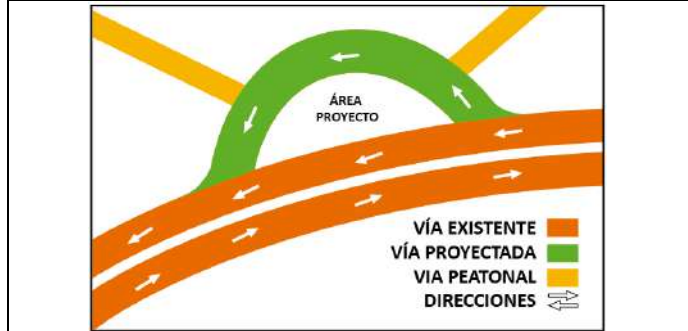 ÁREA
PROYECTO
VÍA EXISTENTE
VÍA PROYECTADA
VIA PEATONAL
DIRECCIONES